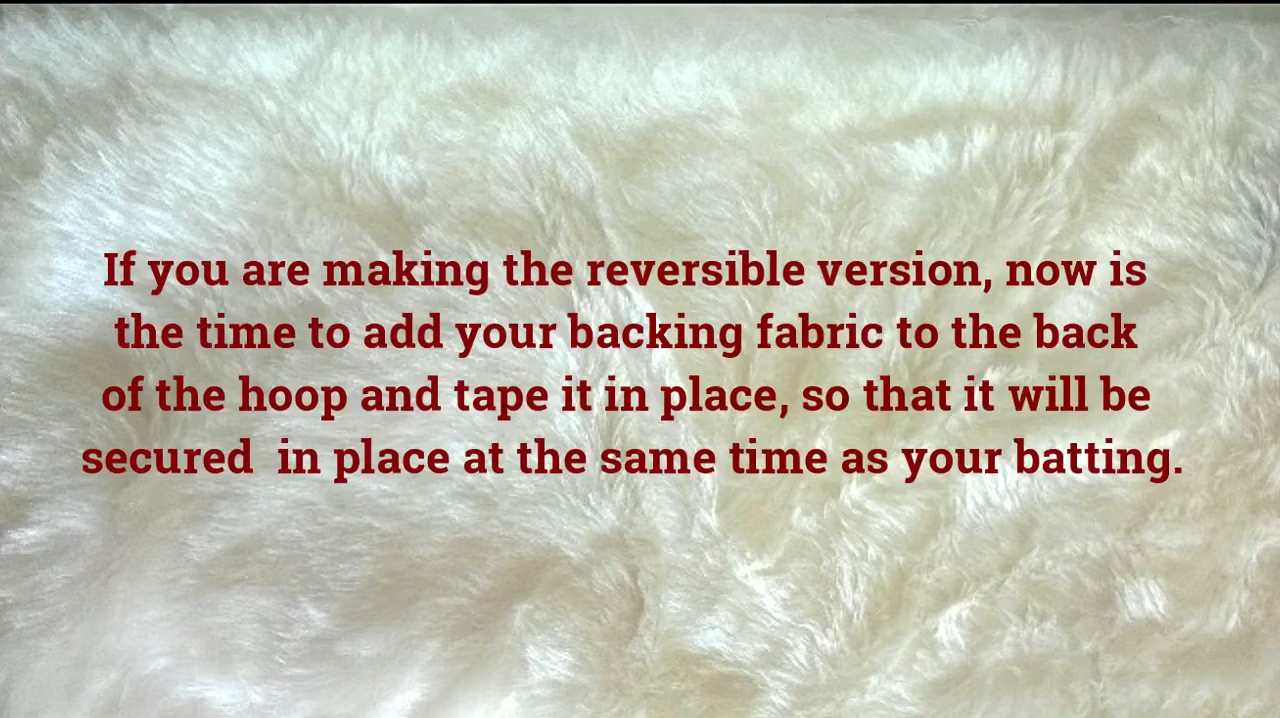 If you are making the reversible version, now is
the time to add your backing fabric to the back
of the hoop and tape it in place, so that it will be
secured  in place at the same time as your batting.